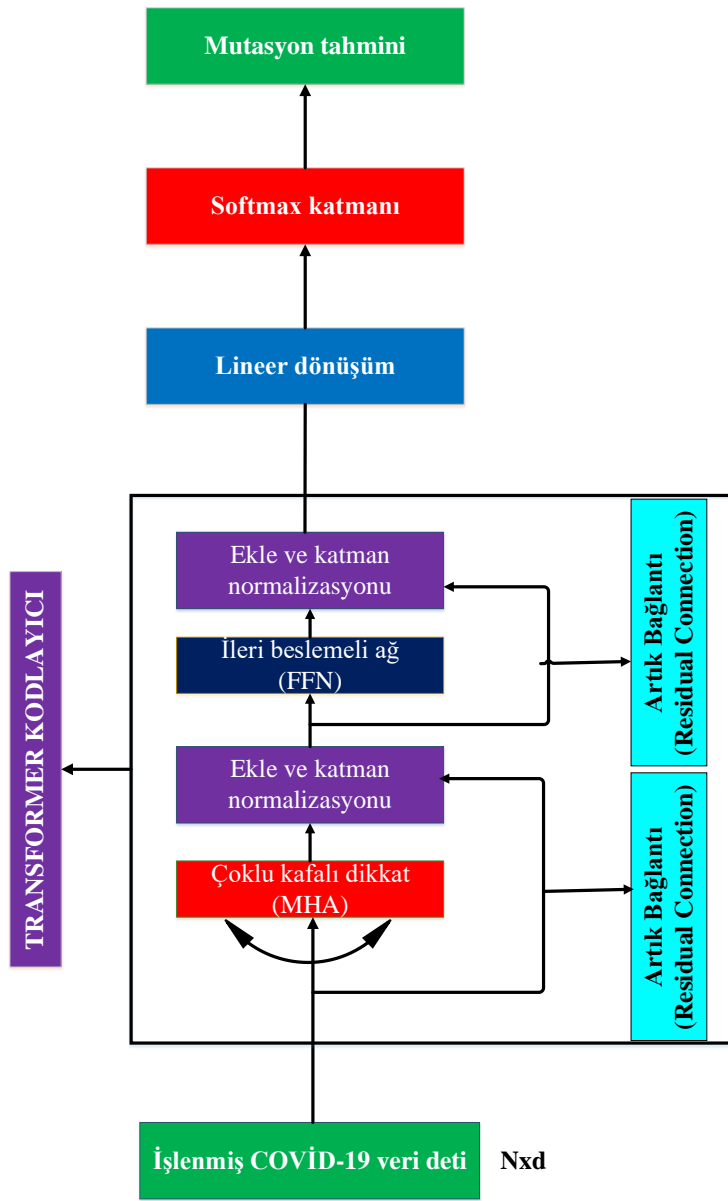 Mutasyon tahmini
Softmax katmanı
Lineer dönüşüm
Ekle ve katman
normalizasyonu
İleri beslemeli ağ
(FFN)
Ekle ve katman
normalizasyonu
Çoklu kafalı dikkat
(MHA)
TRANSFORMER KODLAYICI
Artık Bağlantı
(Residual Connection)
Artık Bağlantı
(Residual Connection)
İşlenmiş COVİD-19 veri deti
Nxd